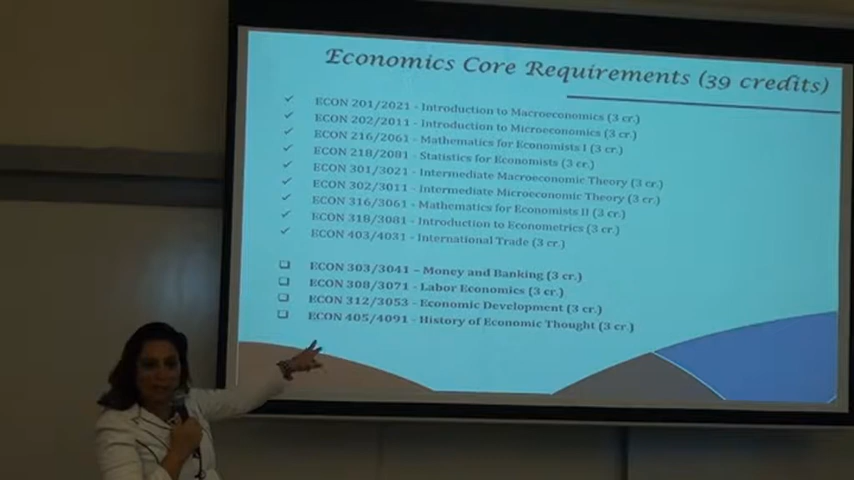 Economics Core Requirements (39 credits)
ECON 201/2021 - Introduction to Macroeconomics (3 cr.)
ECON 202/2011 - Introduction to Microeconomics (3 cr.)
ECON 216/2061 - Mathematics for Economists I (3 cr.)
ECON 218/2081 - Statistics for Economists (3 cr.)
ECON 301/3021 - Intermediate Macroeconomic Theory (3 cr.)
ECON 302/3011 - Intermediate Microeconomic Theory (3 cr.)
ECON 316/3061 - Mathematics for Economists II (3 cr.)
ECON 318/3081 - Introduction to Econometrics (3 cr.)
ECON 403/4031 - International Trade (3 cr.)
ECON 303/3041 – Money and Banking (3 cr.)
ECON 308/3071 - Labor Economics (3 cr.)
ECON 312/3053 - Economic Development (3 cr.)
ECON 405/4091 - History of Economic Thought (3 cr.)